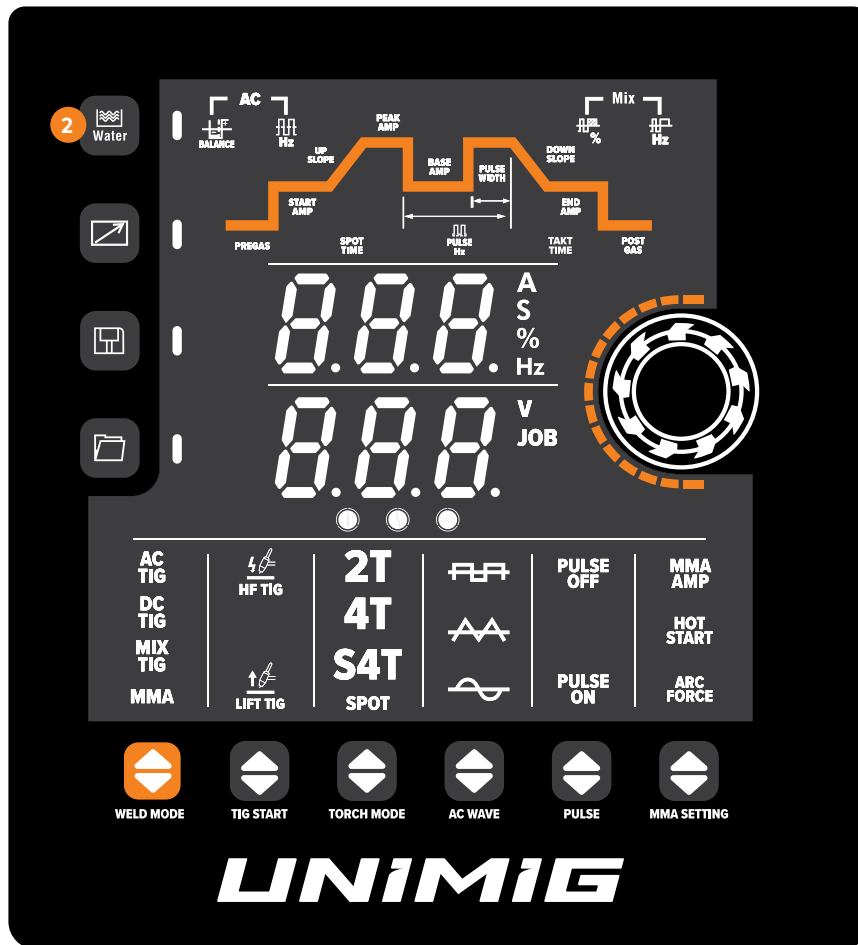 2
Water
AC
BALANCE
Hz
Mix
%
Hz
PEAK
AMP
UP
SLOPE
BASE
AMP
PULSE
WIDTH
DOWN
SLOPE
START
AMP
END
AMP
PREGAS
SPOT
TIME
PULSE
Hz
TAKT
TIME
POST
GAS
8.8.8.
A
S
%
Hz
8.8.8.
V
JOB
AC
TIG
DC
TIG
MIX
TIG
MMA
HF TIG
LIFT TIG
2T
4T
S4T
SPOT
PULSE
OFF
PULSE
ON
MMA
AMP
HOT
START
ARC
FORCE
WELD MODE
TIG START
TORCH MODE
AC WAVE
PULSE
MMA SETTING
UNIMIG